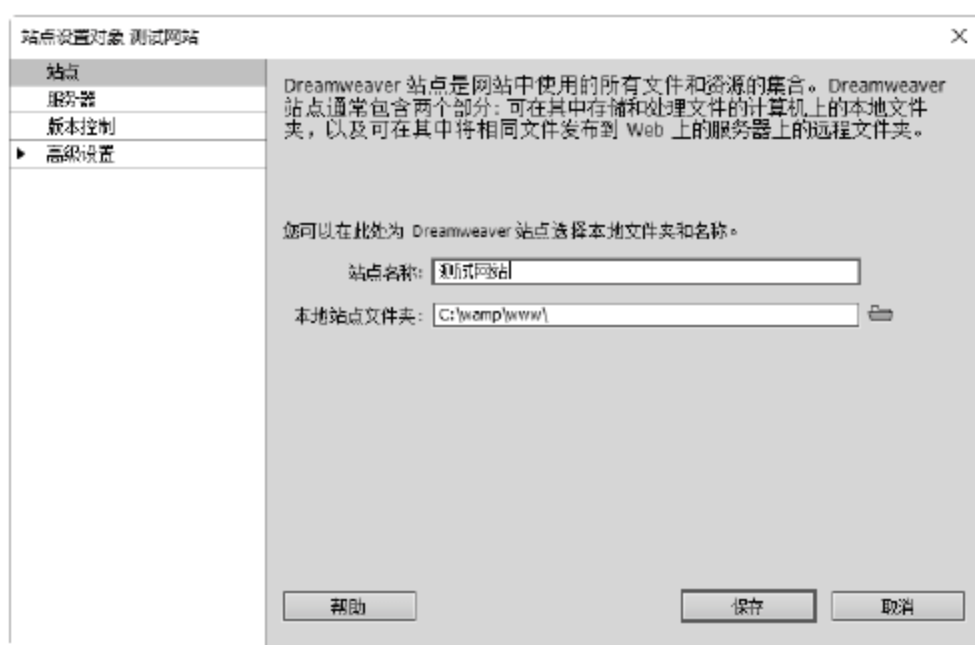 站点设置对象 测试网站
站点
服务器
版本控制
高级设置
Dreamweaver 站点是网站中使用的所有文件和资源的集合。Dreamweaver
站点通常包含两个部分:可在其中存储和处理文件的计算机上的本地文件
夹，以及可在其中将相同文件发布到 Web 上的服务器上的远程文件夹。
您可以在此处为 Dreamweaver 站点选择本地文件夹和名称。
站点名称: 测试网站
本地站点文件夹: C:\wamp\www\
帮助 保存 取消